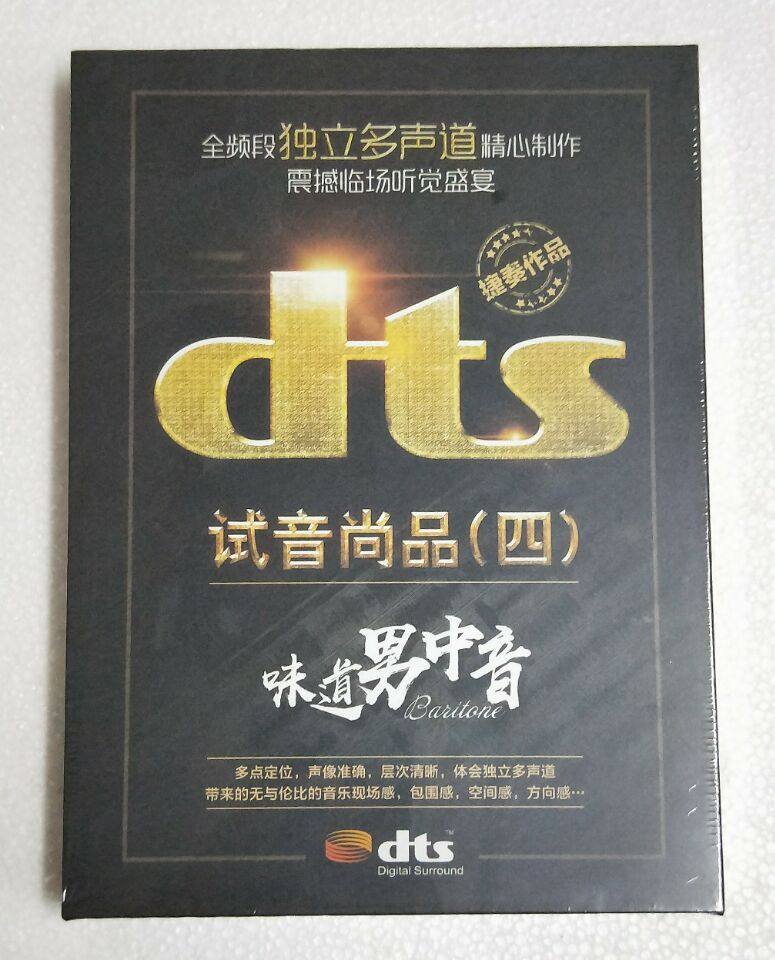 全频段独立多声道精心制作
震撼临场听觉盛宴
捷奏作品
dts
试音尚品(四)
味道男中音
Baritone
多点定位，声像准确，层次清晰，体会独立多声道
带来的无与伦比的音乐现场感，包围感，空间感，方向感…
dts™
Digital Surround